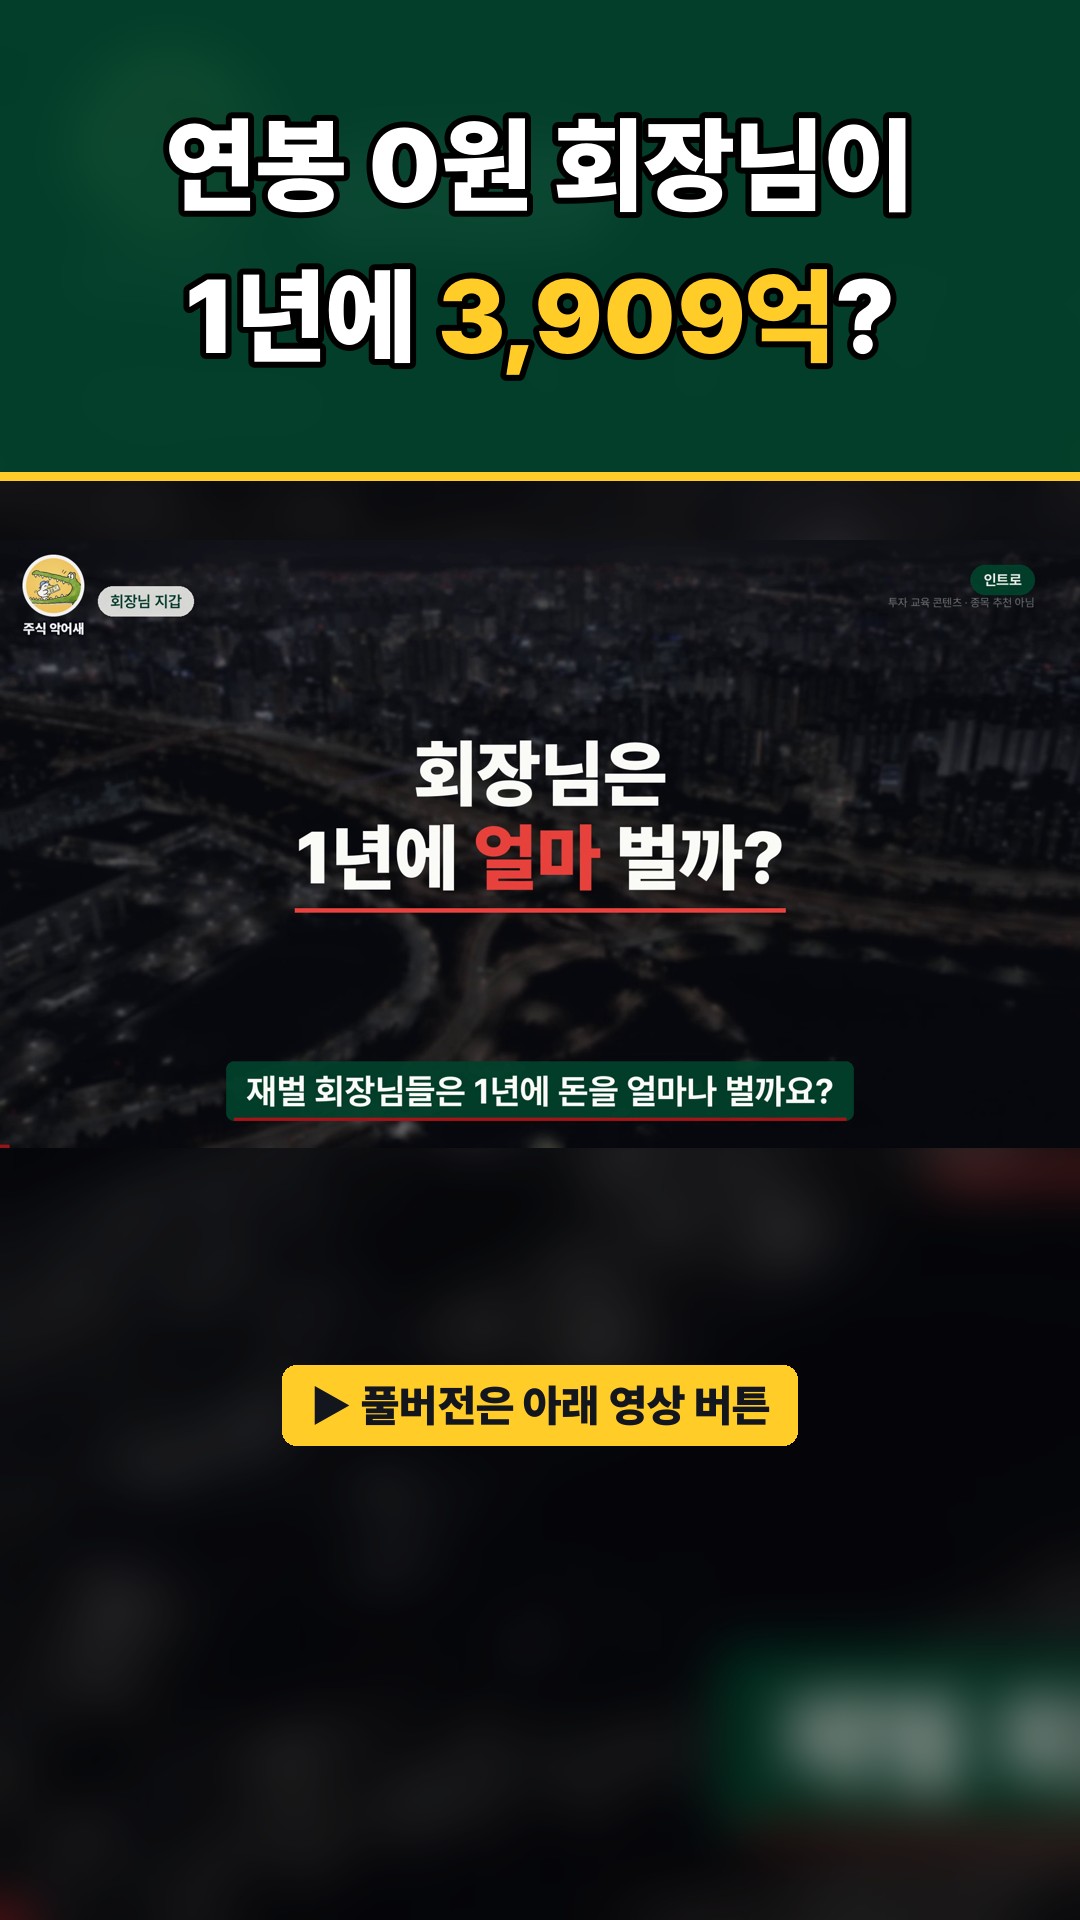 연봉 0원 회장님이
1년에 3,909억?
주식 악어새
회장님 지갑
인트로
투자 교육 콘텐츠 · 종목 추천 아님
회장님은
1년에 얼마 벌까?
재벌 회장님들은 1년에 돈을 얼마나 벌까요?
▶ 풀버전은 아래 영상 버튼